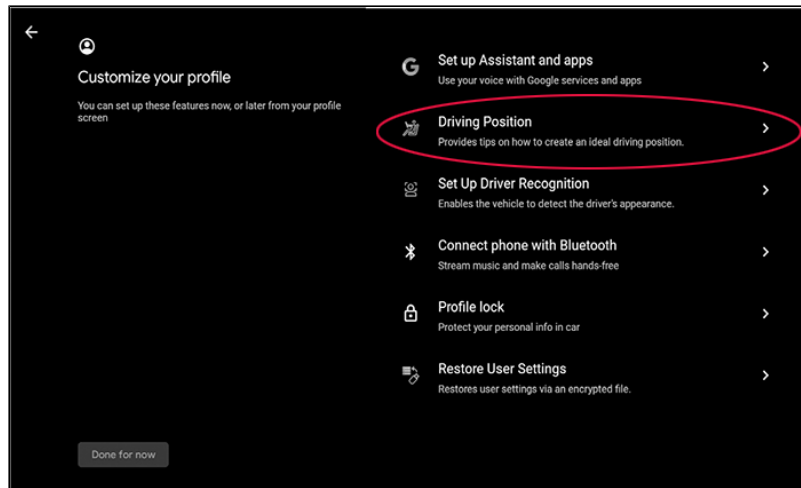 Customize your profile
You can set up these features now, or later from your profile
screen
Set up Assistant and apps
Use your voice with Google services and apps
Driving Position
Provides tips on how to create an ideal driving position.
Set Up Driver Recognition
Enables the vehicle to detect the driver's appearance.
Connect phone with Bluetooth
Stream music and make calls hands-free
Profile lock
Protect your personal info in car
Restore User Settings
Restores user settings via an encrypted file.
Done for now